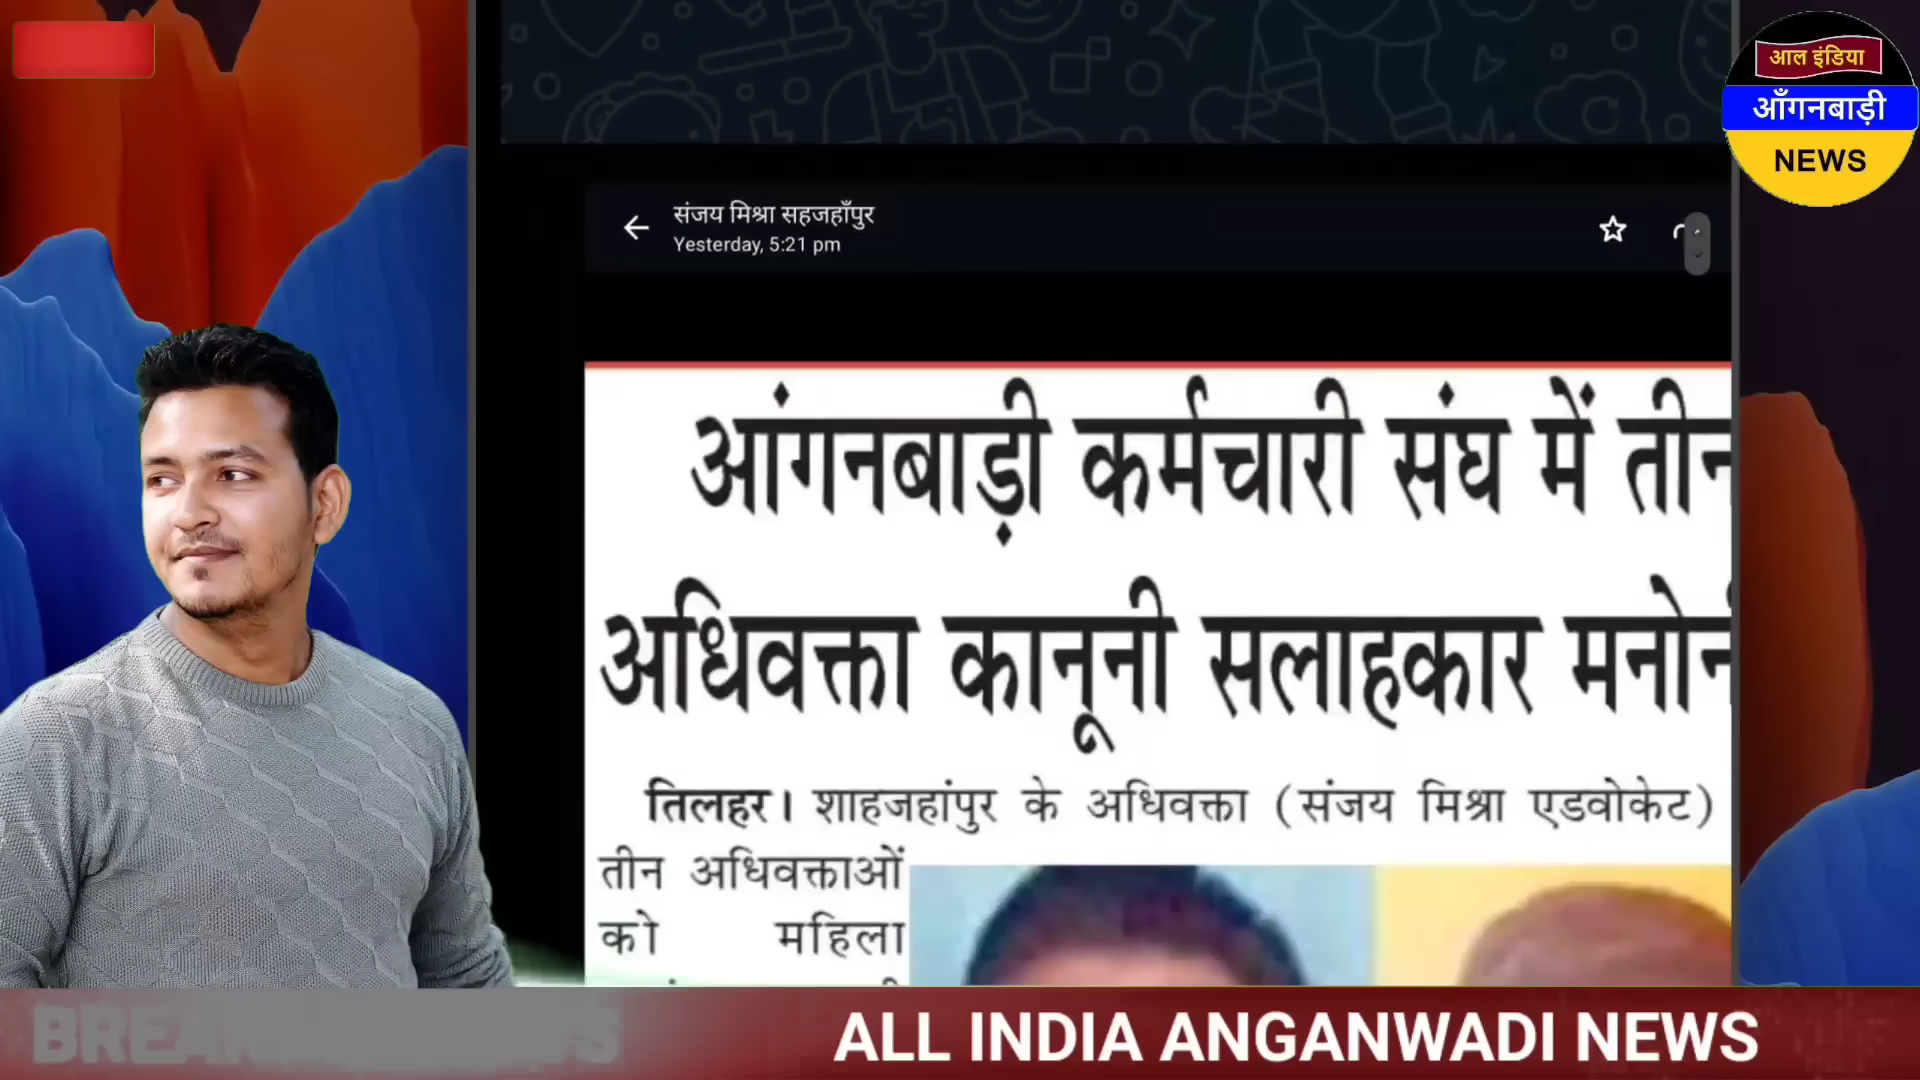 आल इंडिया
आँगनबाड़ी
NEWS
संजय मिश्रा सहजहाँपुर
Yesterday, 5:21 pm
आंगनबाड़ी कर्मचारी संघ में तीन
अधिवक्ता कानूनी सलाहकार
तिलहर। शाहजहांपुर के अधिवक्ता (संजय मिश्रा एडवोकेट)
तीन अधिवक्ताओं
को महिला
ALL INDIA ANGANWADI NEWS